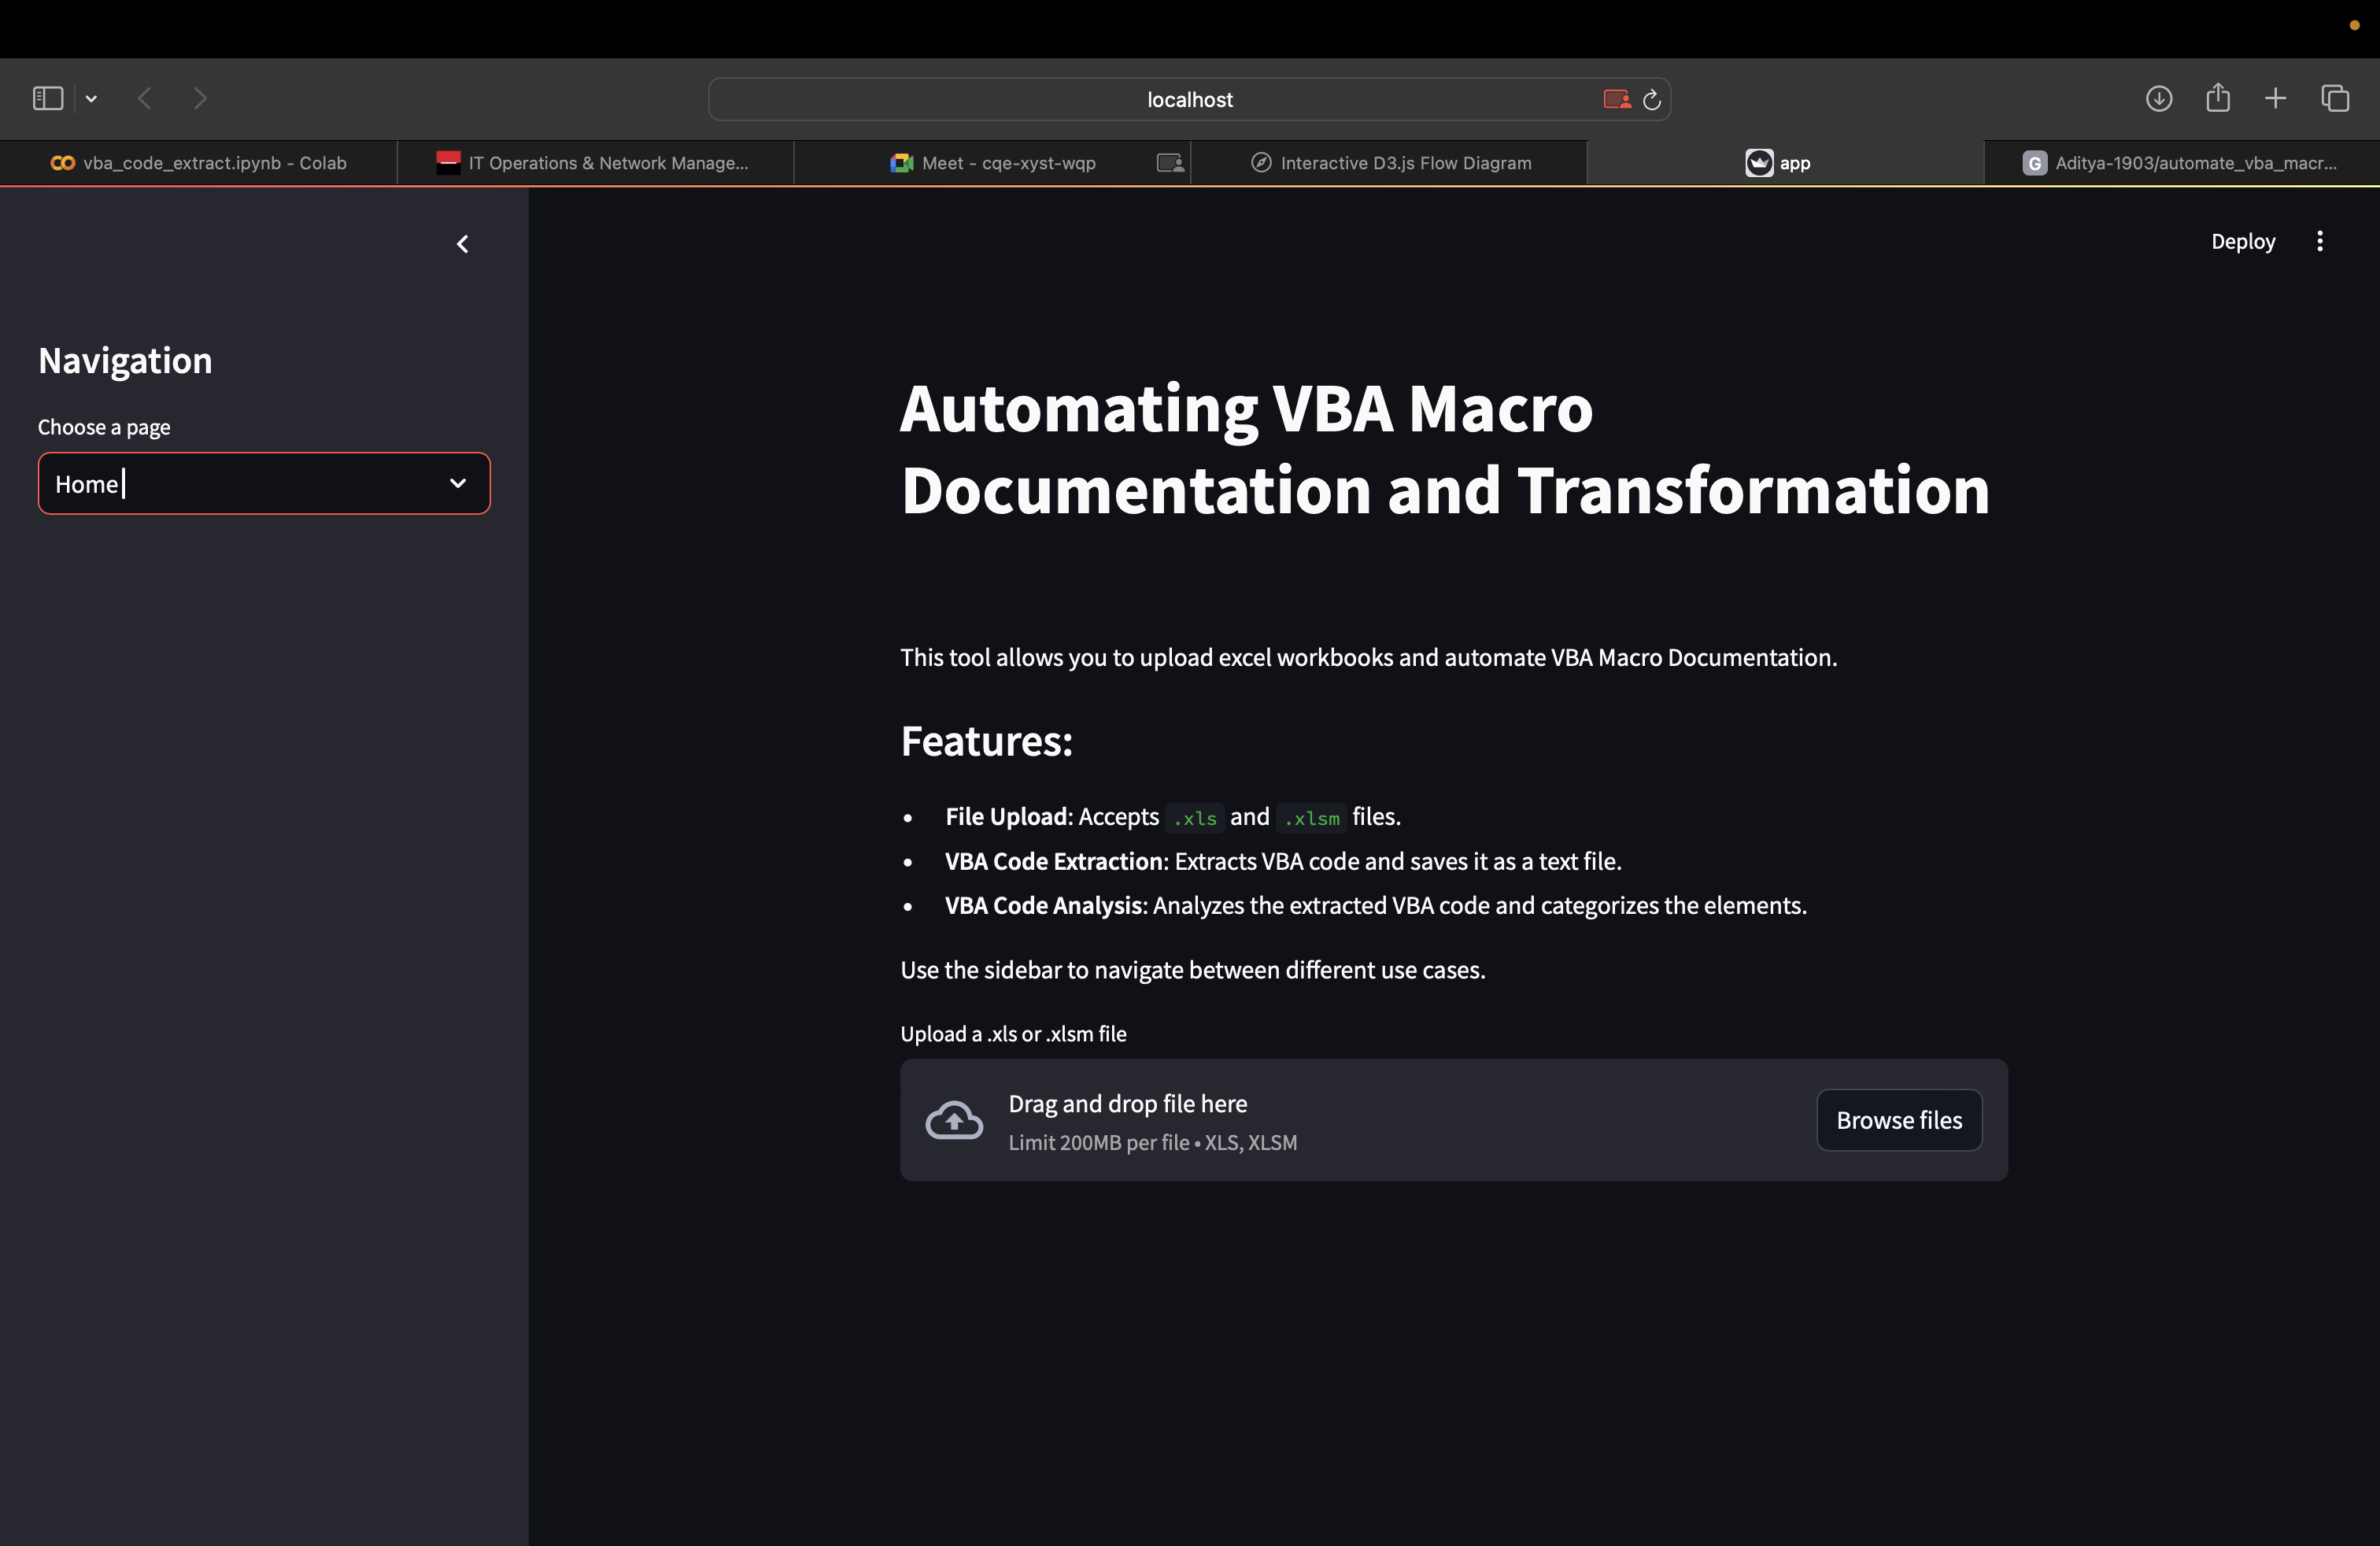 localhost
vba_code_extract.ipynb - Colab
IT Operations & Network Manage...
Meet - cqe-xyst-wqp
Interactive D3.js Flow Diagram
app
G Aditya-1903/automate_vba_macr...
Deploy
Navigation
Choose a page
Home
Automating VBA Macro
Documentation and Transformation
This tool allows you to upload excel workbooks and automate VBA Macro Documentation.
Features:
• File Upload: Accepts .xls and .xlsm files.
• VBA Code Extraction: Extracts VBA code and saves it as a text file.
• VBA Code Analysis: Analyzes the extracted VBA code and categorizes the elements.
Use the sidebar to navigate between different use cases.
Upload a .xls or .xlsm file
Drag and drop file here
Limit 200MB per file • XLS, XLSM
Browse files